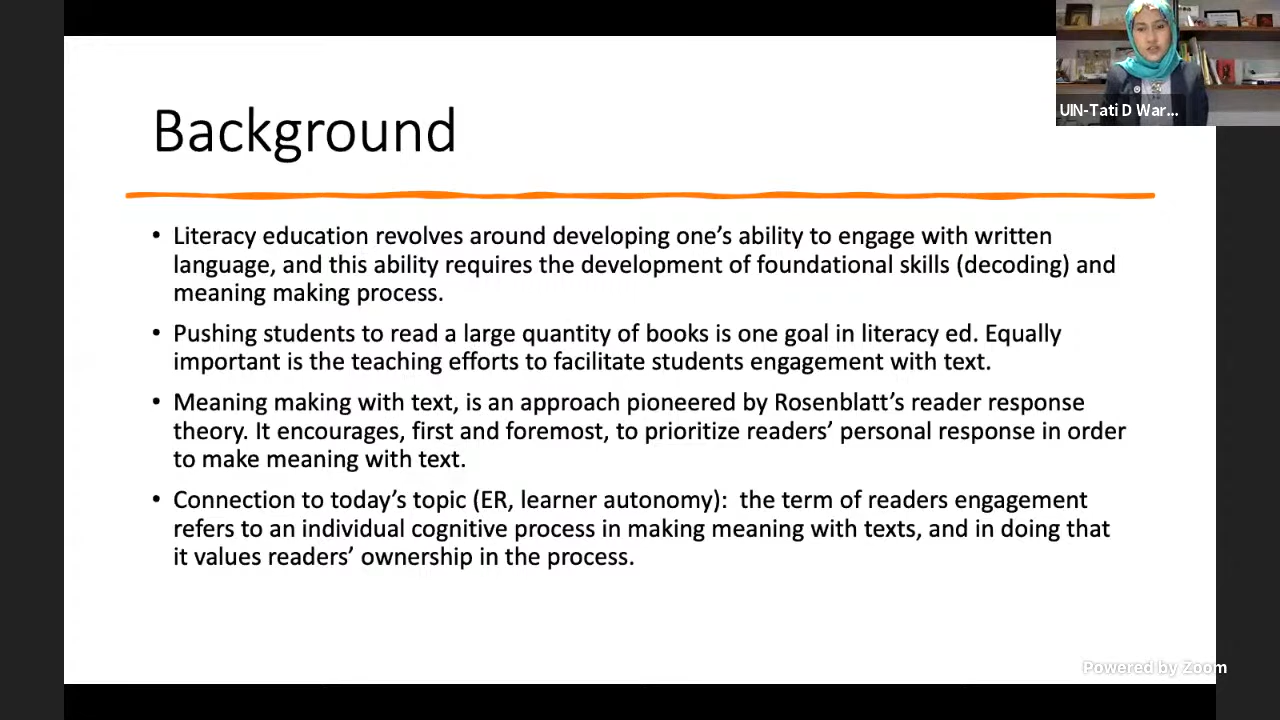 UIN-Tati D War...
Background
• Literacy education revolves around developing one's ability to engage with written
language, and this ability requires the development of foundational skills (decoding) and
meaning making process.
• Pushing students to read a large quantity of books is one goal in literacy ed. Equally
important is the teaching efforts to facilitate students engagement with text.
• Meaning making with text, is an approach pioneered by Rosenblatt's reader response
theory. It encourages, first and foremost, to prioritize readers' personal response in order
to make meaning with text.
• Connection to today's topic (ER, learner autonomy):  the term of readers engagement
refers to an individual cognitive process in making meaning with texts, and in doing that
it values readers' ownership in the process.
Powered by Zoom